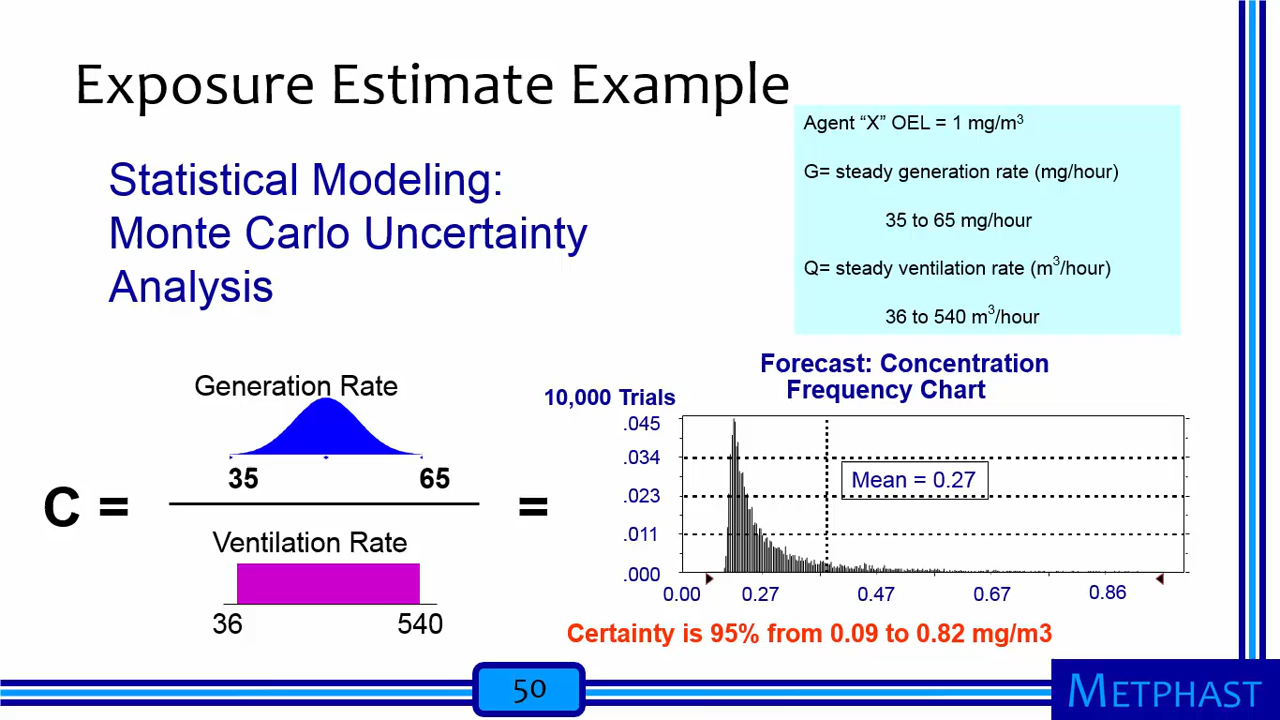 Exposure Estimate Example
Agent “X” OEL = 1 mg/m³
G= steady generation rate (mg/hour)
35 to 65 mg/hour
Q= steady ventilation rate (m³/hour)
36 to 540 m³/hour
Statistical Modeling:
Monte Carlo Uncertainty
Analysis
Generation Rate
35 65
C = =
Ventilation Rate
36 540
Forecast: Concentration
Frequency Chart
10,000 Trials
.045
.034
Mean = 0.27
.023
.011
.000
0.00 0.27 0.47 0.67 0.86
Certainty is 95% from 0.09 to 0.82 mg/m3
50
METPHAST